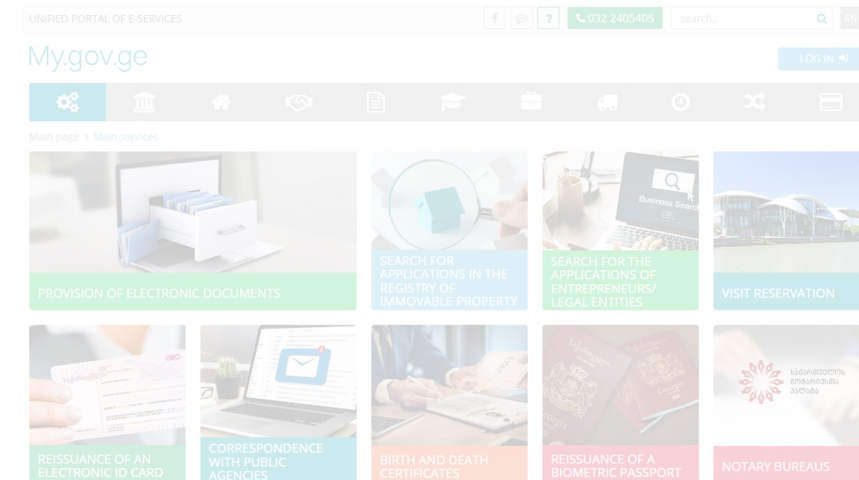 UNIFIED PORTAL OF E-SERVICES
? 032 2405405 search.. EN
My.gov.ge
LOG IN
Main page > Main services
Business Search
PROVISION OF ELECTRONIC DOCUMENTS
SEARCH FOR
APPLICATIONS IN THE
REGISTRY OF
IMMOVABLE PROPERTY
SEARCH FOR THE
APPLICATIONS OF
ENTREPRENEURS/
LEGAL ENTITIES
VISIT RESERVATION
REISSUANCE OF AN
ELECTRONIC ID CARD
CORRESPONDENCE
WITH PUBLIC
AGENCIES
BIRTH AND DEATH
CERTIFICATES
REISSUANCE OF A
BIOMETRIC PASSPORT
საქართველოს
ნოტარიუსთა
პალატა
NOTARY BUREAUS